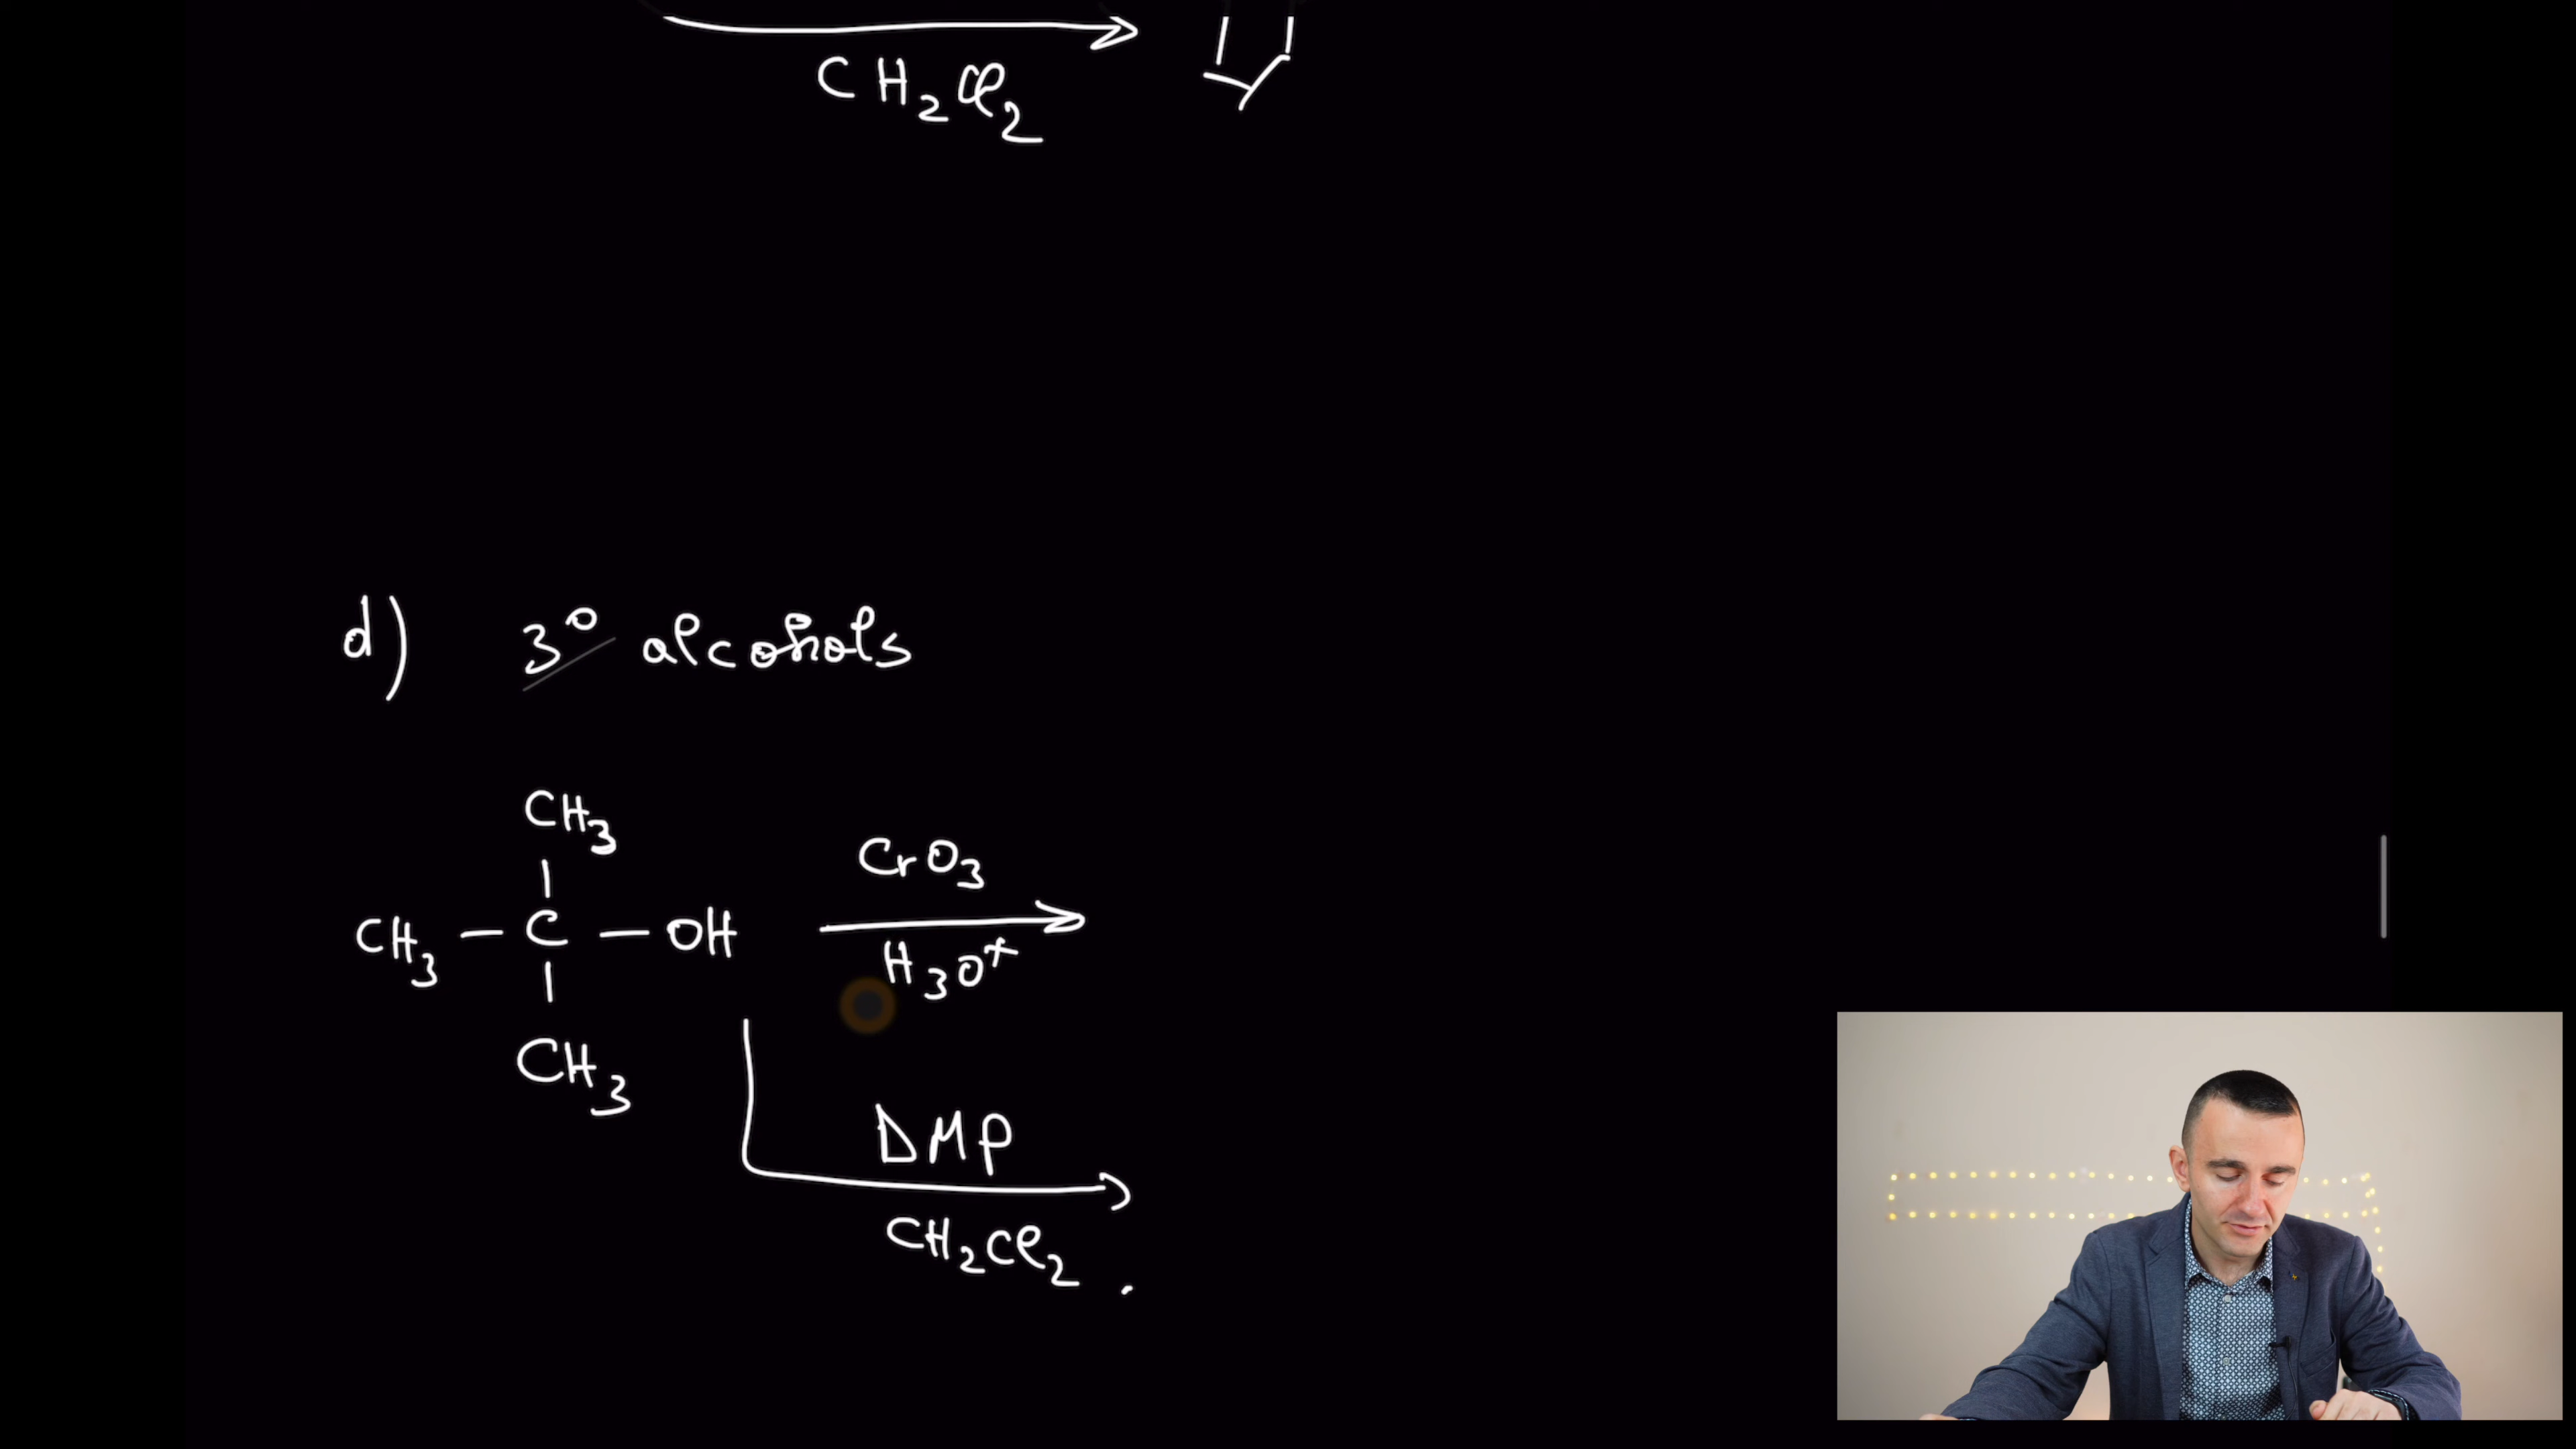 CH2Cl2
d) 3° alcohols
CH3
CrO3
CH3 - C - OH
H3O+
CH3
DMP
CH2Cl2 .